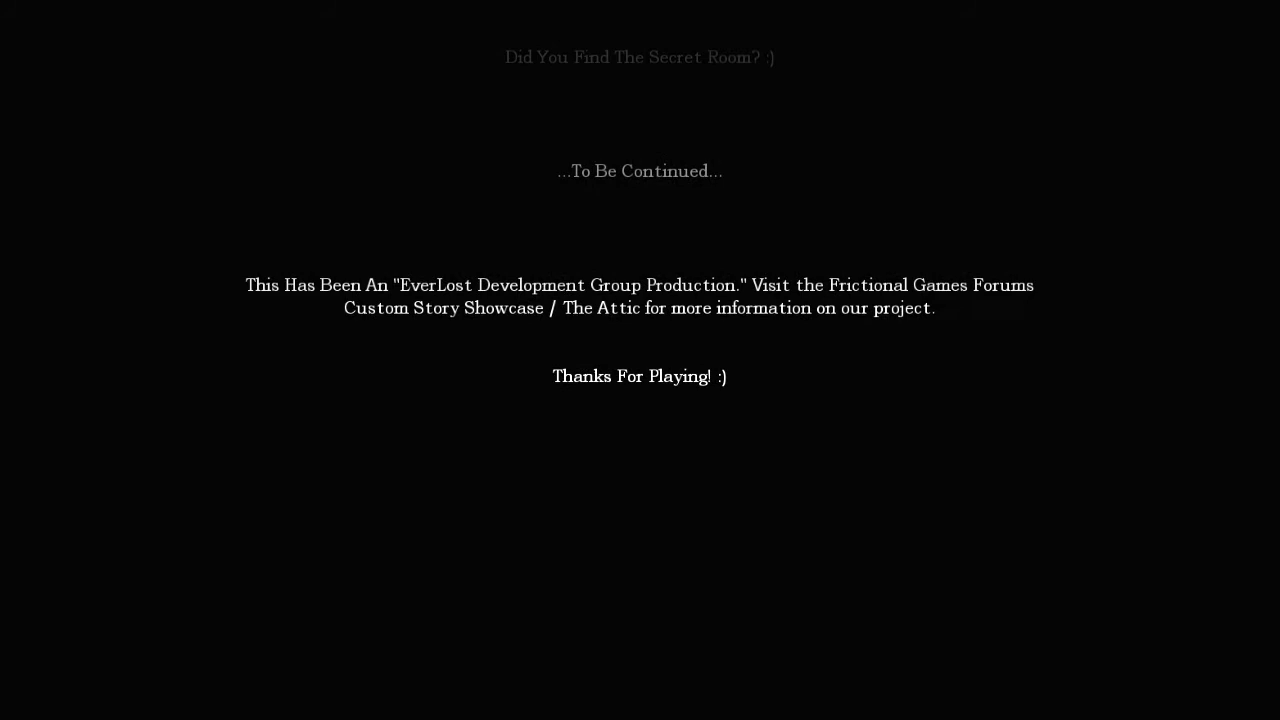 Did You Find The Secret Room? :)
...To Be Continued...
This Has Been An "EverLost Development Group Production." Visit the Frictional Games Forums
Custom Story Showcase / The Attic for more information on our project.
Thanks For Playing! :)